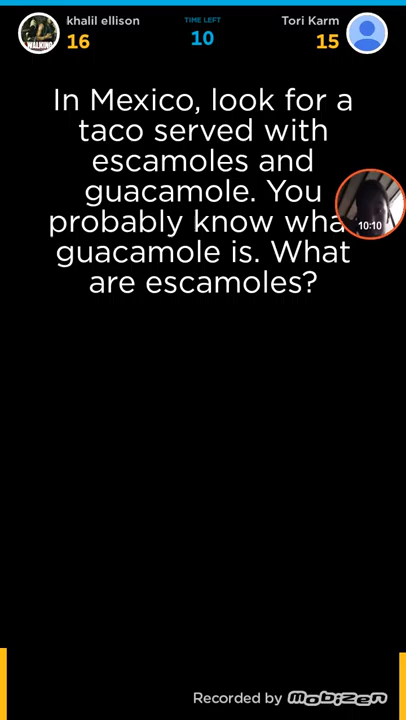 khalil ellison
16
TIME LEFT
10
Tori Karm
15
WALKING
In Mexico, look for a
taco served with
escamoles and
guacamole. You
probably know wha
guacamole is. What
are escamoles?
10:10
Recorded by mobizen